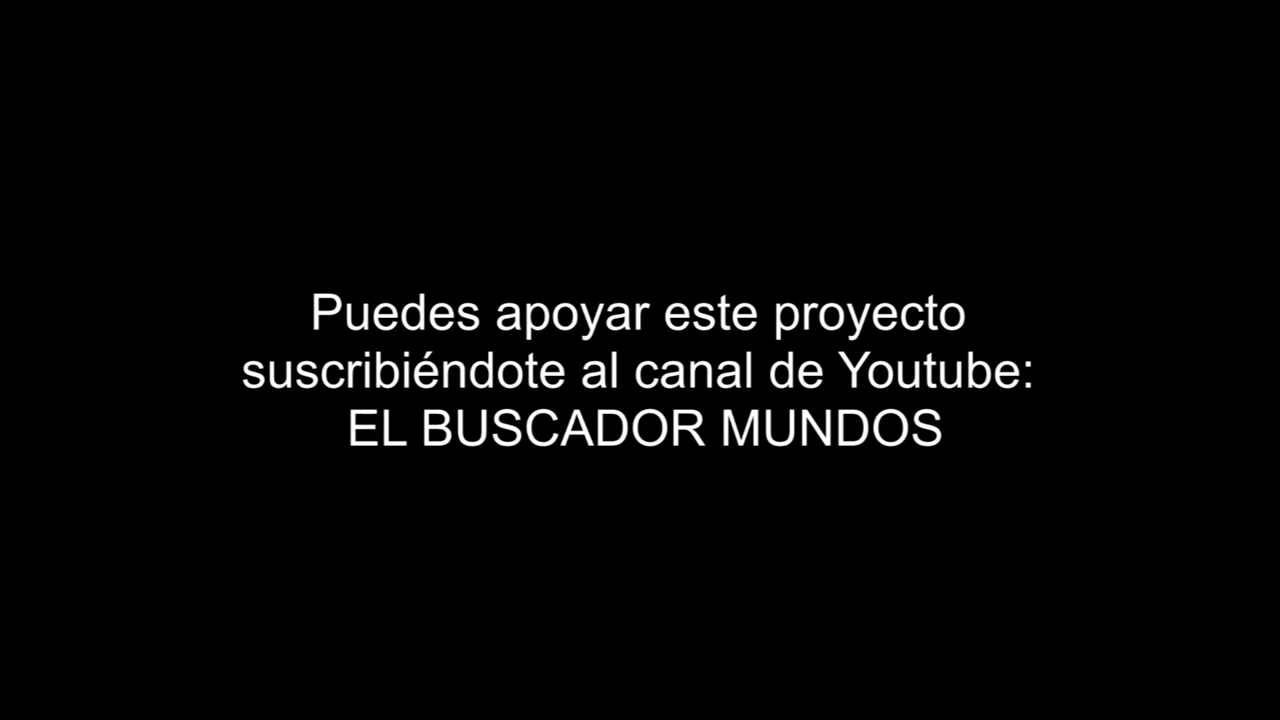 Puedes apoyar este proyecto
suscribiéndote al canal de Youtube:
EL BUSCADOR MUNDOS